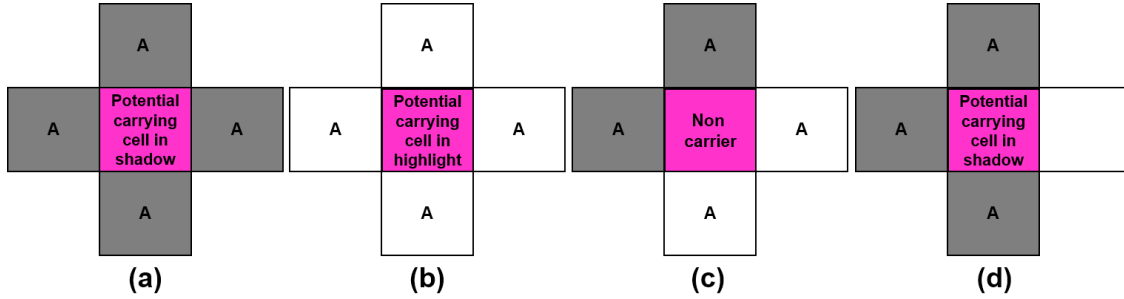 A
A
Potential
carrying
cell in
shadow
A
A
(a)
A
A
Potential
carrying
cell in
highlight
A
A
(b)
A
A
Non
carrier
A
A
(c)
A
A
Potential
carrying
cell in
shadow
A
(d)